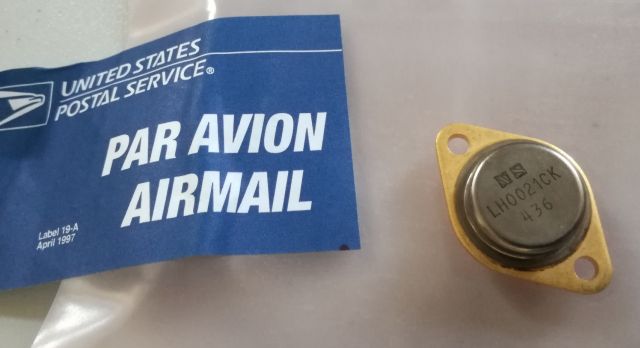 UNITED STATES
POSTAL SERVICE®
PAR AVION
AIRMAIL
Label 19-A
April 1997
NS
LH0021CK
436